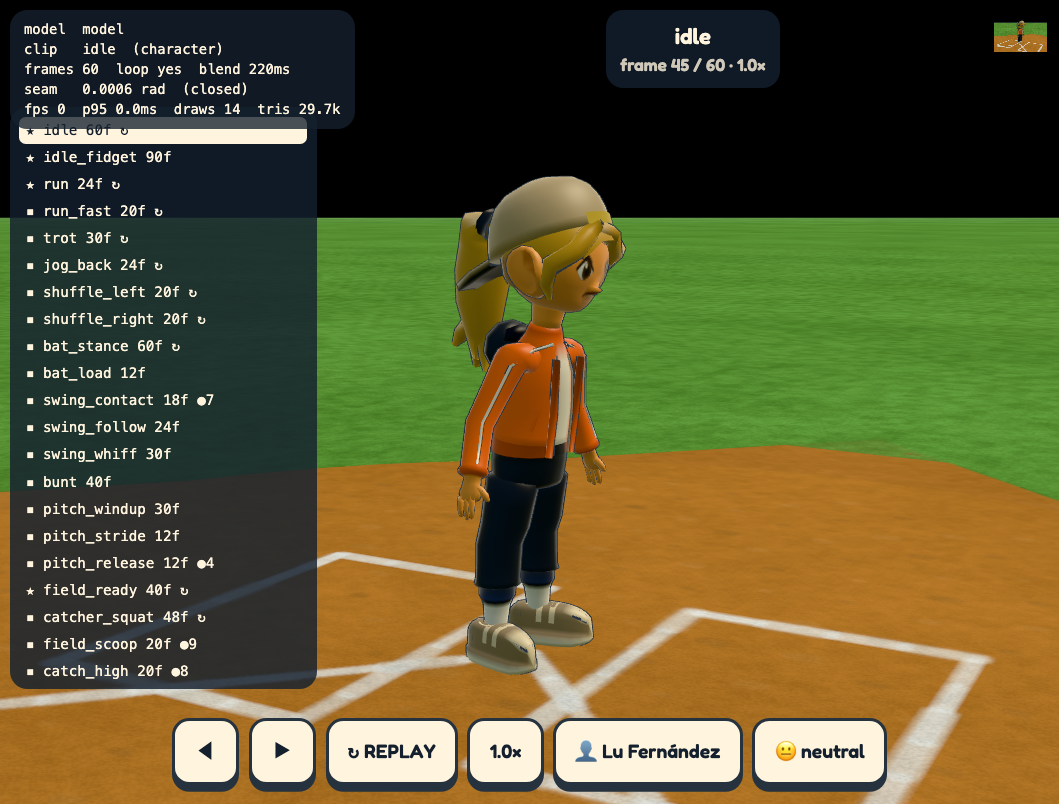 model model
clip idle (character)
frames 60 loop yes blend 220ms
seam 0.0006 rad (closed)
fps 0 p95 0.0ms draws 14 tris 29.7k
★ idle 60f ↻
★ idle_fidget 90f
★ run 24f ↻
▪ run_fast 20f ↻
▪ trot 30f ↻
▪ jog_back 24f ↻
▪ shuffle_left 20f ↻
▪ shuffle_right 20f ↻
▪ bat_stance 60f ↻
▪ bat_load 12f
▪ swing_contact 18f ●7
▪ swing_follow 24f
▪ swing_whiff 30f
▪ bunt 40f
▪ pitch_windup 30f
▪ pitch_stride 12f
▪ pitch_release 12f ●4
★ field_ready 40f ↻
▪ catcher_squat 48f ↻
▪ field_scoop 20f ●9
▪ catch_high 20f ●8
idle
frame 45 / 60 · 1.0×
◀ ▶ ↻ REPLAY 1.0× 👤 Lu Fernández 😐 neutral